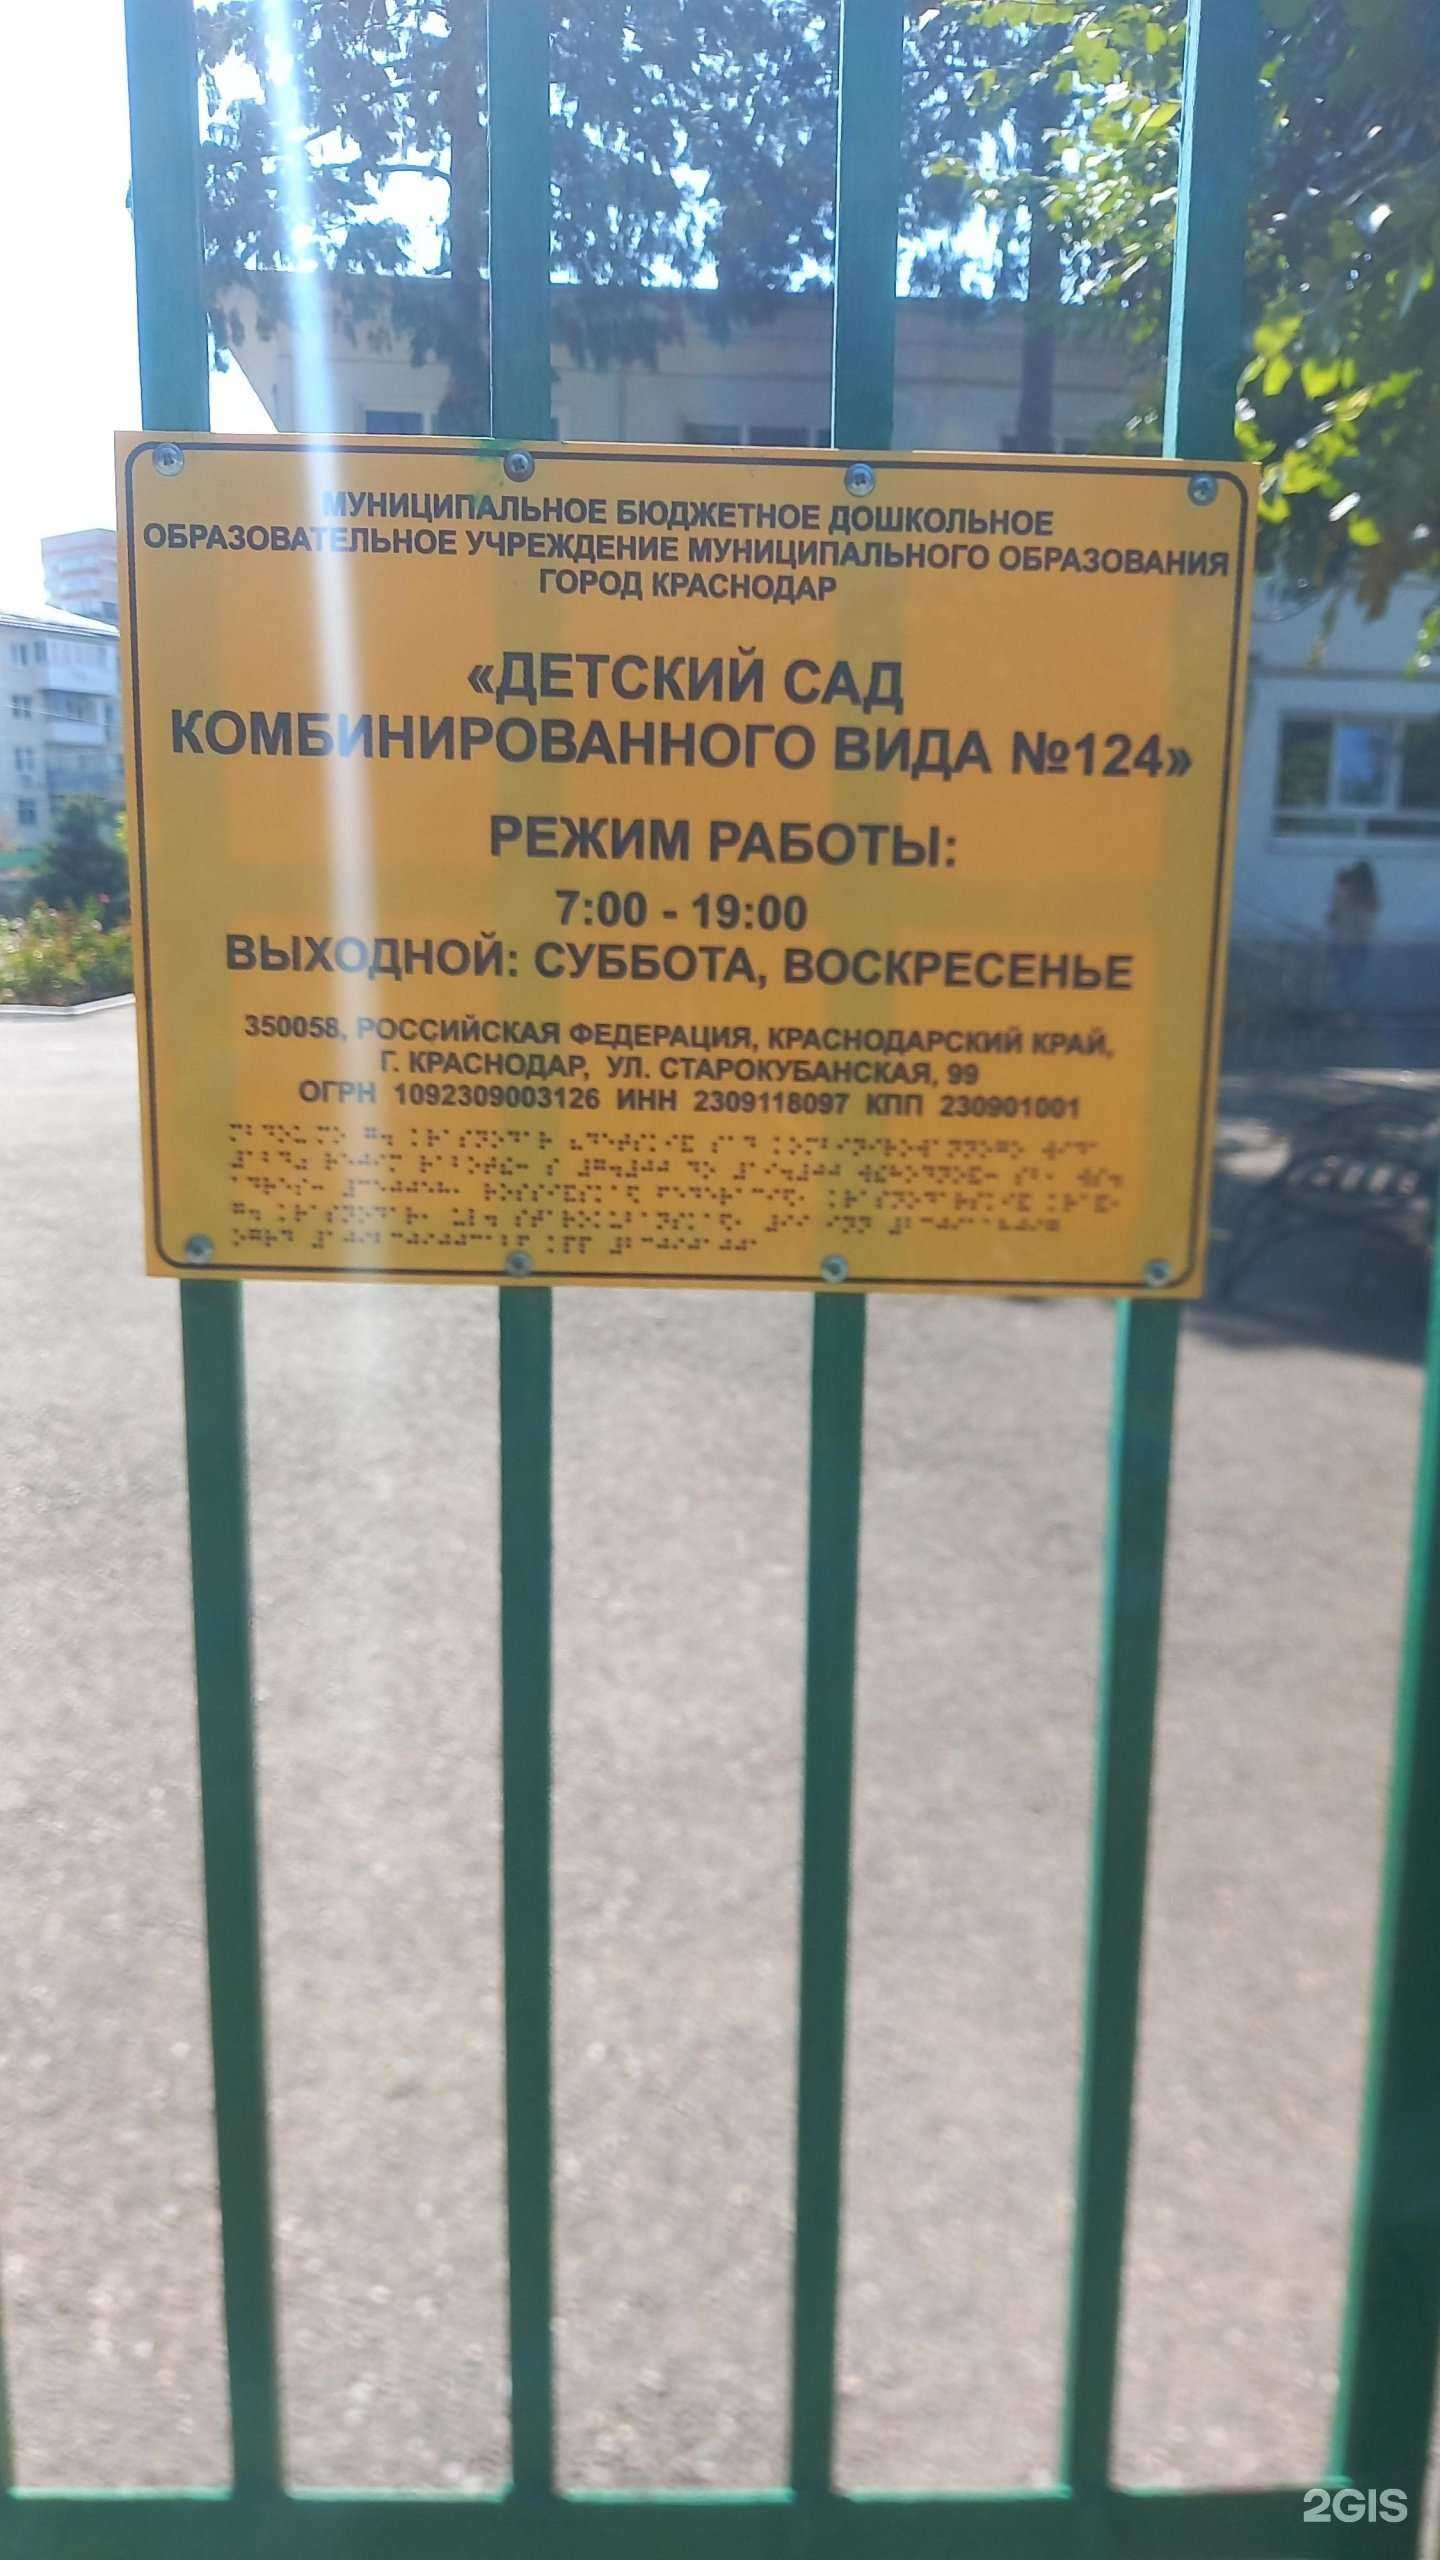 МУНИЦИПАЛЬНОЕ БЮДЖЕТНОЕ ДОШКОЛЬНОЕ
ОБРАЗОВАТЕЛЬНОЕ УЧРЕЖДЕНИЕ МУНИЦИПАЛЬНОГО ОБРАЗОВАНИЯ
ГОРОД КРАСНОДАР
«ДЕТСКИЙ САД
КОМБИНИРОВАННОГО ВИДА №124»
РЕЖИМ РАБОТЫ:
7:00 - 19:00
ВЫХОДНОЙ: СУББОТА, ВОСКРЕСЕНЬЕ
350058, РОССИЙСКАЯ ФЕДЕРАЦИЯ, КРАСНОДАРСКИЙ КРАЙ,
Г. КРАСНОДАР, УЛ. СТАРОКУБАНСКАЯ, 99
ОГРН 1092309003126 ИНН 2309118097 КПП 230901001
2GIS